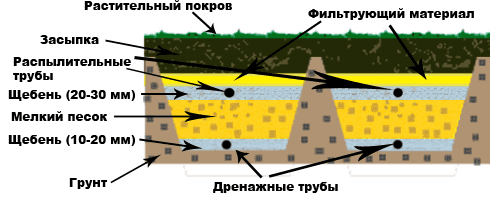 Растительный покров
Фильтрующий материал
Засыпка
Распылительные
трубы
Щебень (20-30 мм)
Мелкий песок
Щебень (10-20 мм)
Грунт
Дренажные трубы